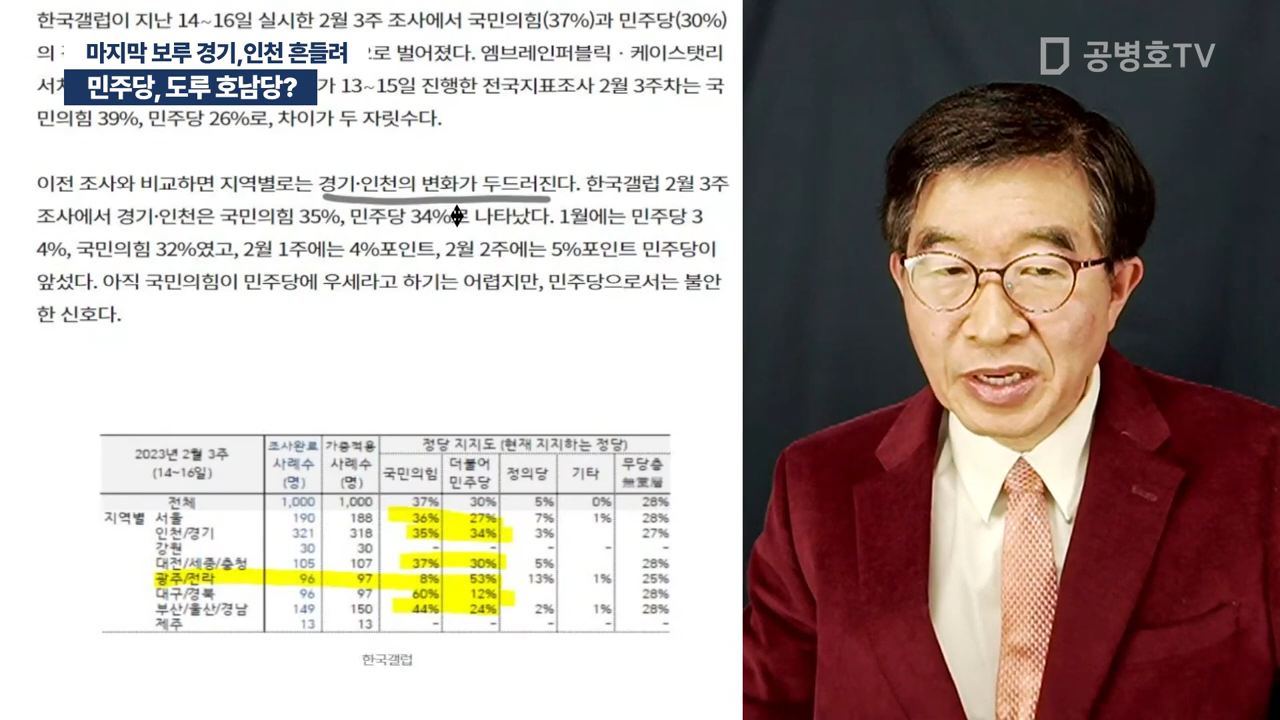 한국갤럽이 지난 14~16일 실시한 2월 3주 조사에서 국민의힘(37%)과 민주당(30%)
의
로 벌어졌다. 엠브레인퍼블릭·케이스탯리
마지막 보루 경기,인천 흔들려
민주당, 도루 호남당?
공병호TV
서
가 13~15일 진행한 전국지표조사 2월 3주차는 국
민의힘 39%, 민주당 26%로, 차이가 두 자릿수다.
이전 조사와 비교하면 지역별로는 경기·인천의 변화가 두드러진다. 한국갤럽 2월 3주
조사에서 경기·인천은 국민의힘 35%, 민주당 34%로 나타났다. 1월에는 민주당 3
4%, 국민의힘 32%였고, 2월 1주에는 4%포인트, 2월 2주에는 5%포인트 민주당이
앞섰다. 아직 국민의힘이 민주당에 우세라고 하기는 어렵지만, 민주당으로서는 불안
한 신호다.
2023년 2월 3주 (14~16일) 조사완료 사례수 (명) 가중적용 사례수 (명) 정당 지지도 (현재 지지하는 정당)
국민의힘 더불어 민주당 정의당 기타 무당층 無黨層
전체 1,000 1,000 37% 30% 5% 0% 28%
지역별 서울 190 188 36% 27% 7% 1% 28%
인천/경기 321 318 35% 34% 3% 27%
강원 30 30 - - - - -
대전/세종/충청 105 107 37% 30% 5% 28%
광주/전라 96 97 8% 53% 13% 1% 25%
대구/경북 96 97 60% 12% 28%
부산/울산/경남 149 150 44% 24% 2% 1% 28%
제주 13 13 - - - - -
한국갤럽